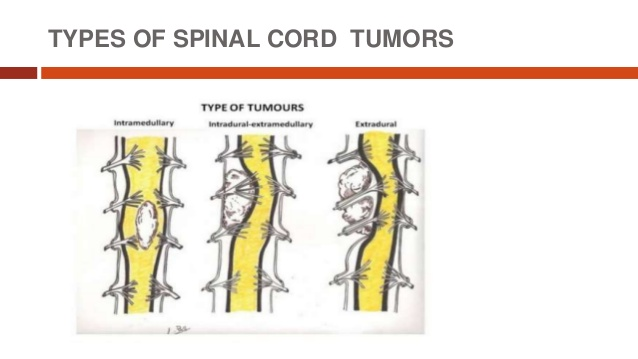 TYPES OF SPINAL CORD  TUMORS
TYPE OF TUMOURS
Intramedullary Intradural-extramedullary Extradural